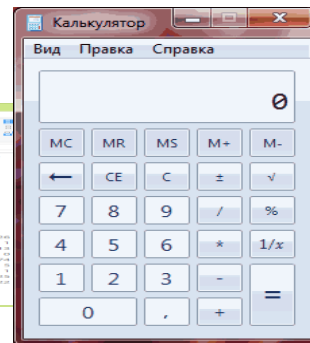 Калькулятор
Вид Правка Справка
0
MC MR MS M+ M-
← CE C ± √
7 8 9 / %
4 5 6 * 1/x
1 2 3 - =
0 , +